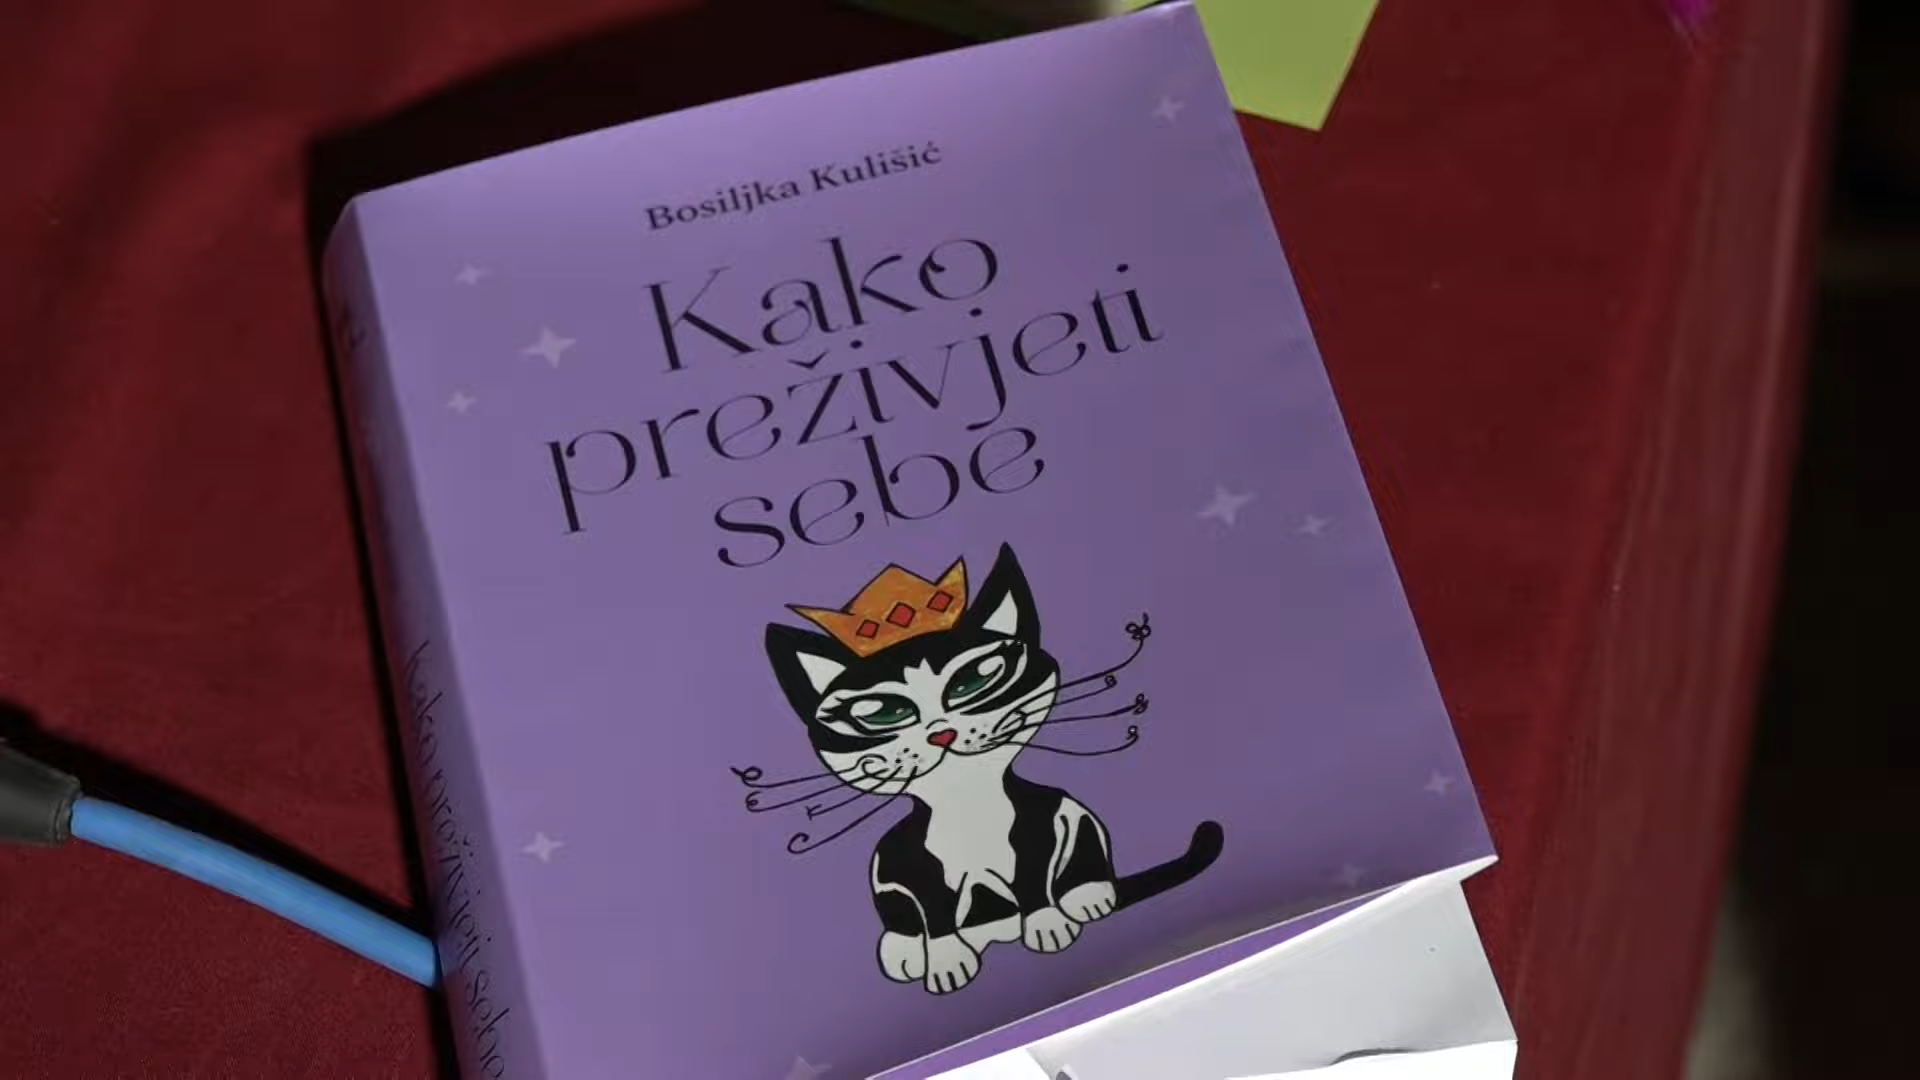 Bosiljka Kulišić
Kako
preživjeti
sebe
Kako preživjeti sebe